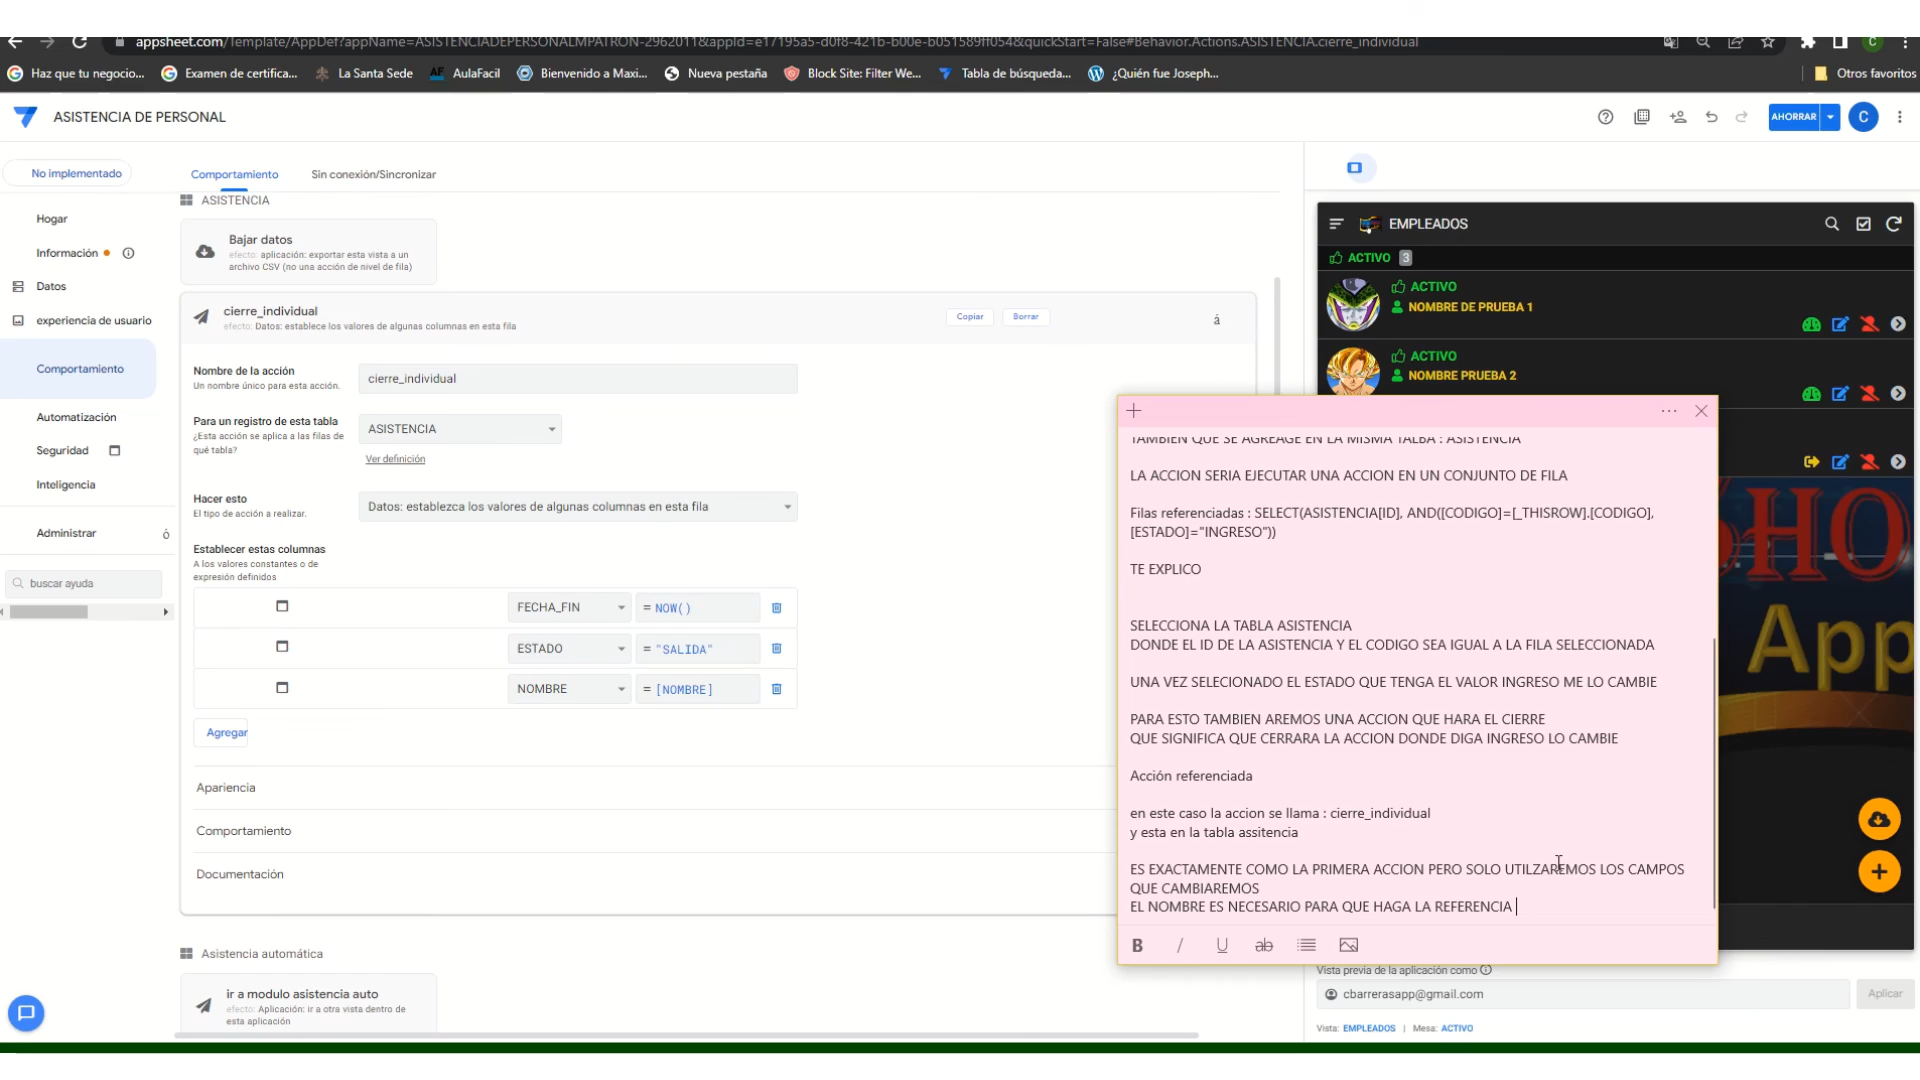 appsheet.com/Template/AppDef?appName=ASISTENCIADEPERSONALMPATRON-2962011&appId=e17195a5-d0f8-421b-b00e-b051589ff054&quickStart=False#Behavior.Actions.ASISTENCIA.cierre_individual
Haz que tu negocio...
Examen de certifica...
La Santa Sede
AF AulaFacil
Bienvenido a Maxi...
Nueva pestaña
Block Site: Filter We...
Tabla de búsqueda...
¿Quién fue Joseph...
Otros favoritos
ASISTENCIA DE PERSONAL
AHORRAR
C
No implementado
Hogar
Información
Datos
experiencia de usuario
Comportamiento
Automatización
Seguridad
Inteligencia
Administrar
ó
buscar ayuda
Comportamiento
Sin conexión/Sincronizar
ASISTENCIA
Bajar datos
efecto: aplicación: exportar esta vista a un
archivo CSV (no una acción de nivel de fila)
cierre_individual
efecto: Datos: establece los valores de algunas columnas en esta fila
Copiar
Borrar
á
Nombre de la acción
Un nombre único para esta acción.
cierre_individual
Para un registro de esta tabla
¿Esta acción se aplica a las filas de
qué tabla?
ASISTENCIA
Ver definición
Hacer esto
El tipo de acción a realizar.
Datos: establezca los valores de algunas columnas en esta fila
Establecer estas columnas
A los valores constantes o de
expresión definidos
FECHA_FIN
= NOW()
ESTADO
= "SALIDA"
NOMBRE
= [NOMBRE]
Agregar
Apariencia
Comportamiento
Documentación
Asistencia automática
ir a modulo asistencia auto
efecto: Aplicación: ir a otra vista dentro de
esta aplicación
EMPLEADOS
ACTIVO 3
ACTIVO
NOMBRE DE PRUEBA 1
ACTIVO
NOMBRE PRUEBA 2
HO
App
TAMBIEN QUE SE AGREAGE EN LA MISMA TALBA : ASISTENCIA
LA ACCION SERIA EJECUTAR UNA ACCION EN UN CONJUNTO DE FILA
Filas referenciadas : SELECT(ASISTENCIA[ID], AND([CODIGO]=[_THISROW].[CODIGO],
[ESTADO]="INGRESO"))
TE EXPLICO
SELECCIONA LA TABLA ASISTENCIA
DONDE EL ID DE LA ASISTENCIA Y EL CODIGO SEA IGUAL A LA FILA SELECCIONADA
UNA VEZ SELECIONADO EL ESTADO QUE TENGA EL VALOR INGRESO ME LO CAMBIE
PARA ESTO TAMBIEN AREMOS UNA ACCION QUE HARA EL CIERRE
QUE SIGNIFICA QUE CERRARA LA ACCION DONDE DIGA INGRESO LO CAMBIE
Acción referenciada
en este caso la accion se llama : cierre_individual
y esta en la tabla assitencia
ES EXACTAMENTE COMO LA PRIMERA ACCION PERO SOLO UTILZAREMOS LOS CAMPOS
QUE CAMBIAREMOS
EL NOMBRE ES NECESARIO PARA QUE HAGA LA REFERENCIA
B / U ab
Vista previa de la aplicación como
cbarrerasapp@gmail.com
Aplicar
Vista: EMPLEADOS | Mesa: ACTIVO